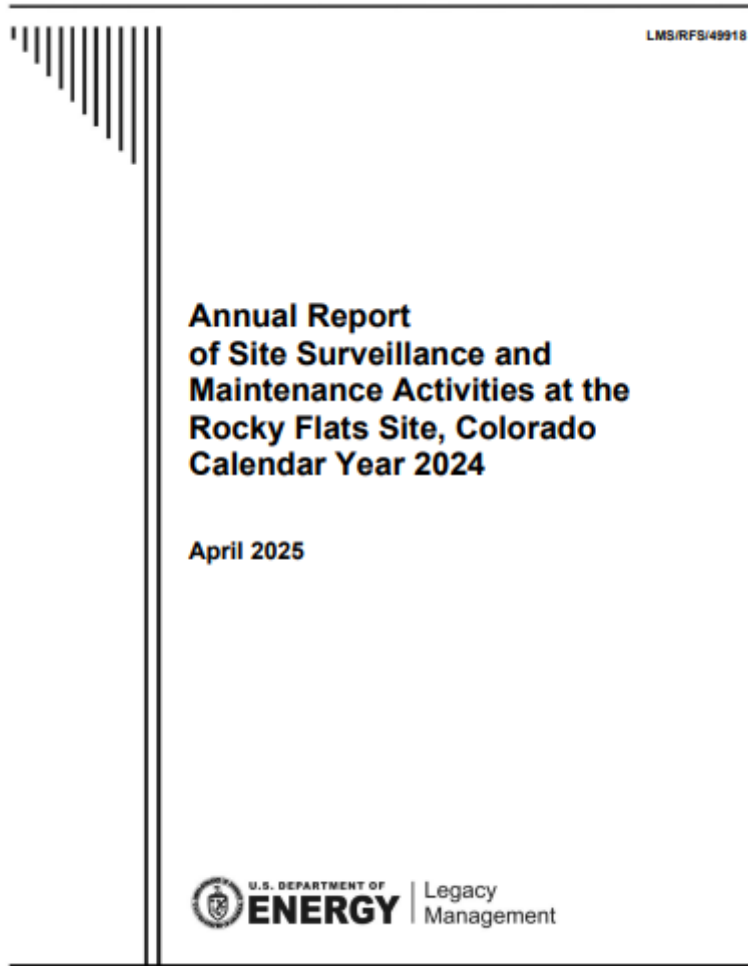 LMS/RFS/49918
Annual Report
of Site Surveillance and
Maintenance Activities at the
Rocky Flats Site, Colorado
Calendar Year 2024
April 2025
U.S. DEPARTMENT OF
ENERGY
Legacy
Management